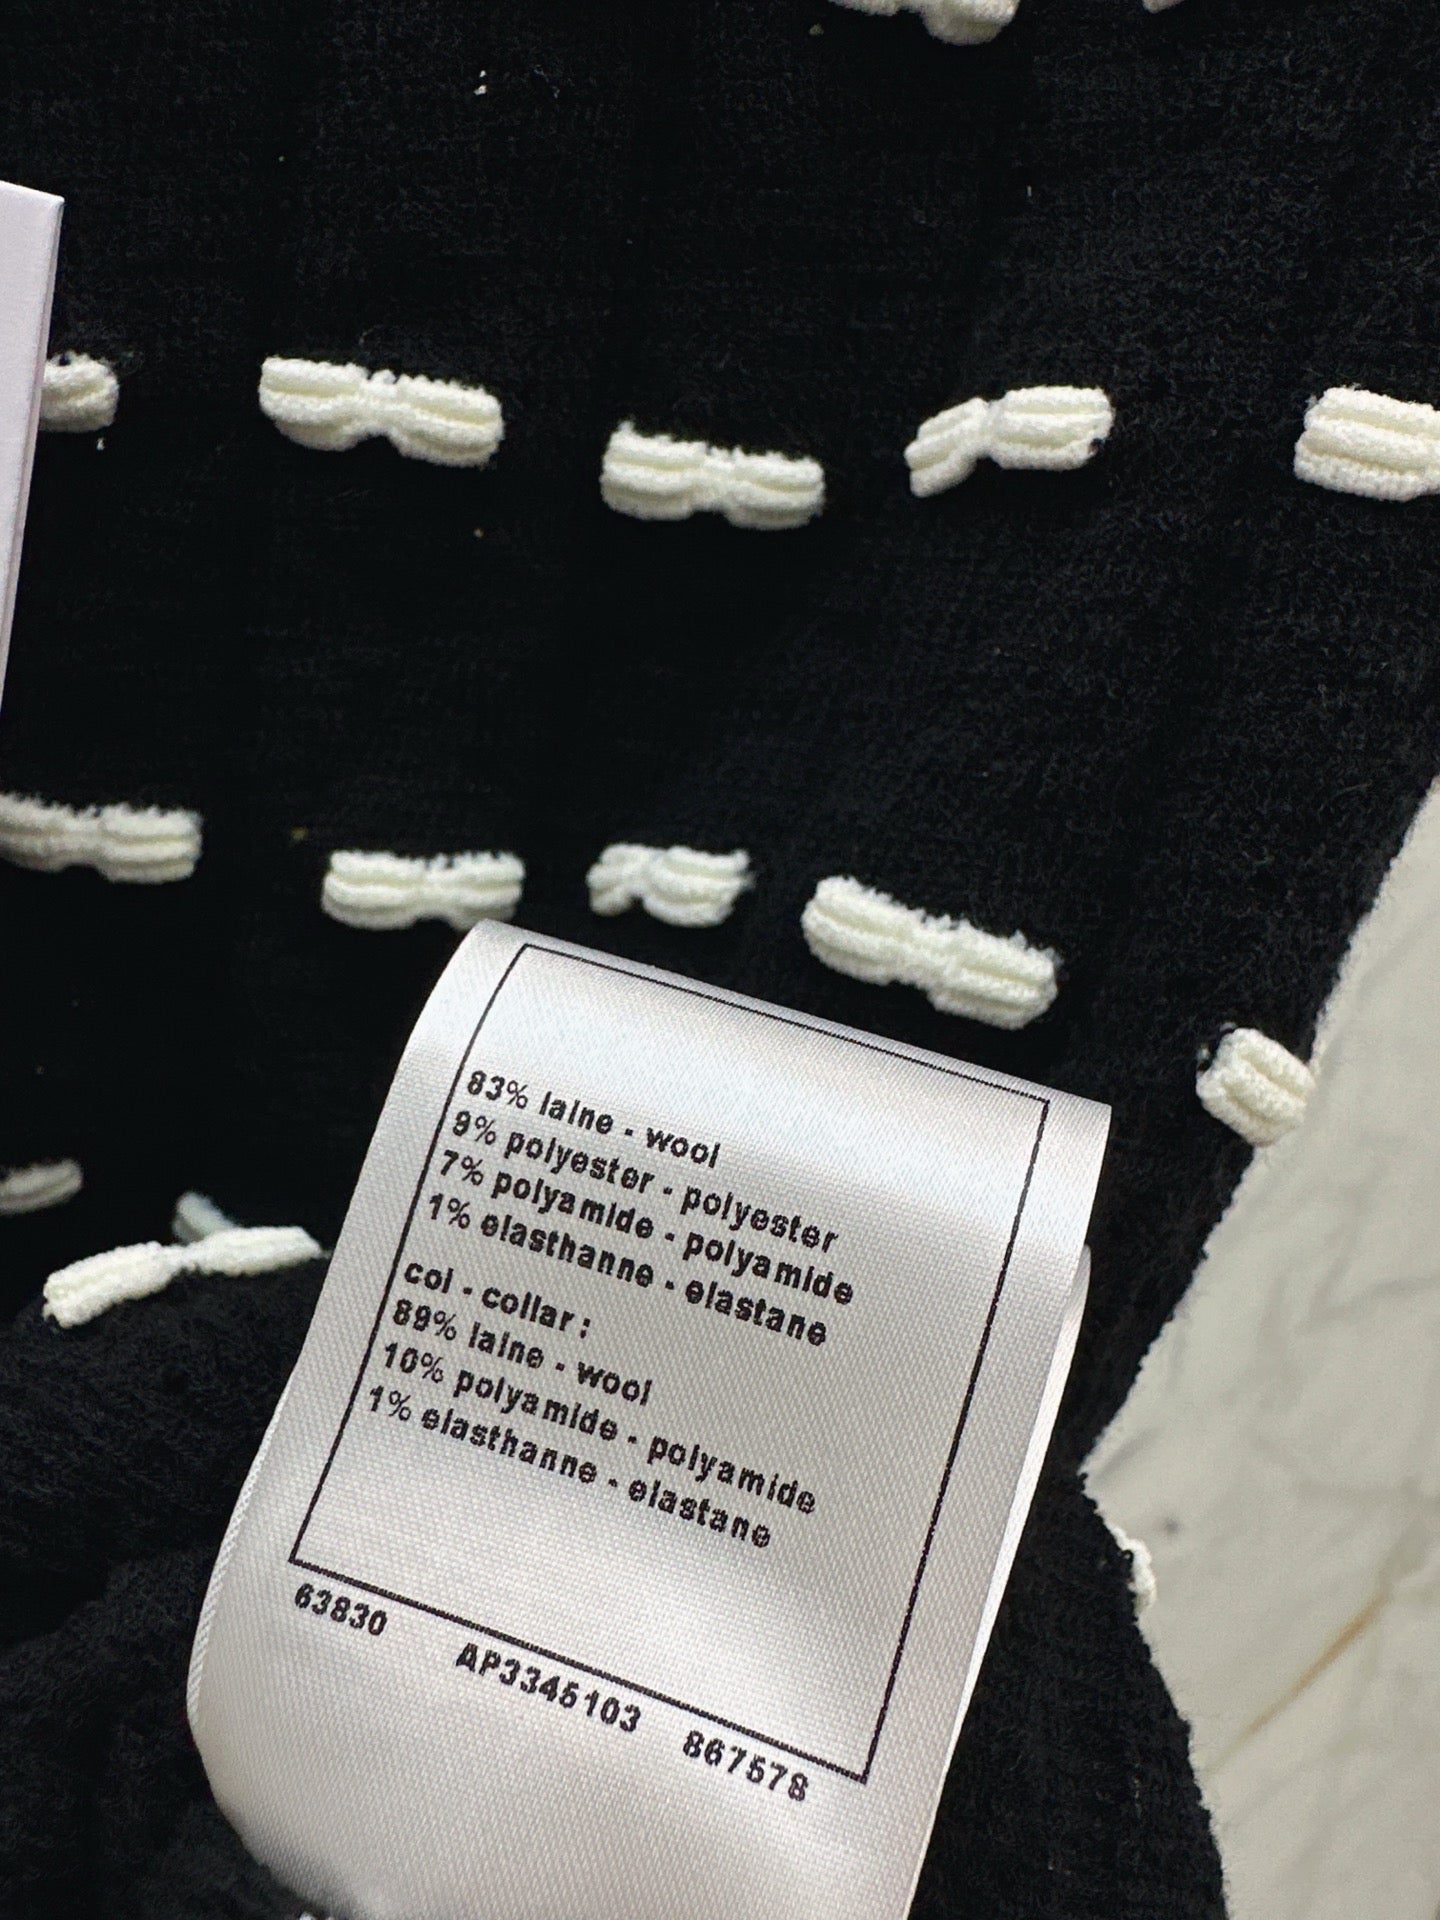 83% laine - wool
9% polyester - polyester
7% polyamide - polyamide
1% elasthanne - elastane
col - collar :
89% laine - wool
10% polyamide - polyamide
1% elasthanne - elastane
63830 AP3345103 867578